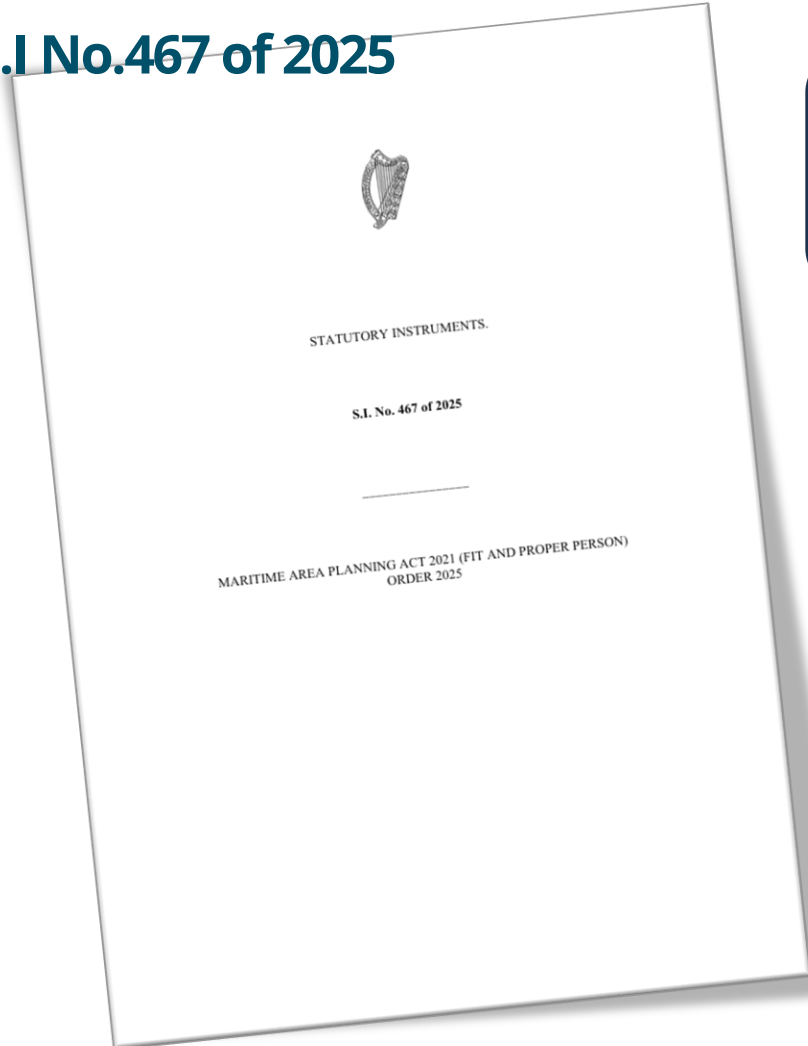 .I No.467 of 2025
STATUTORY INSTRUMENTS.
S.I. No. 467 of 2025
MARITIME AREA PLANNING ACT 2021 (FIT AND PROPER PERSON)
ORDER 2025